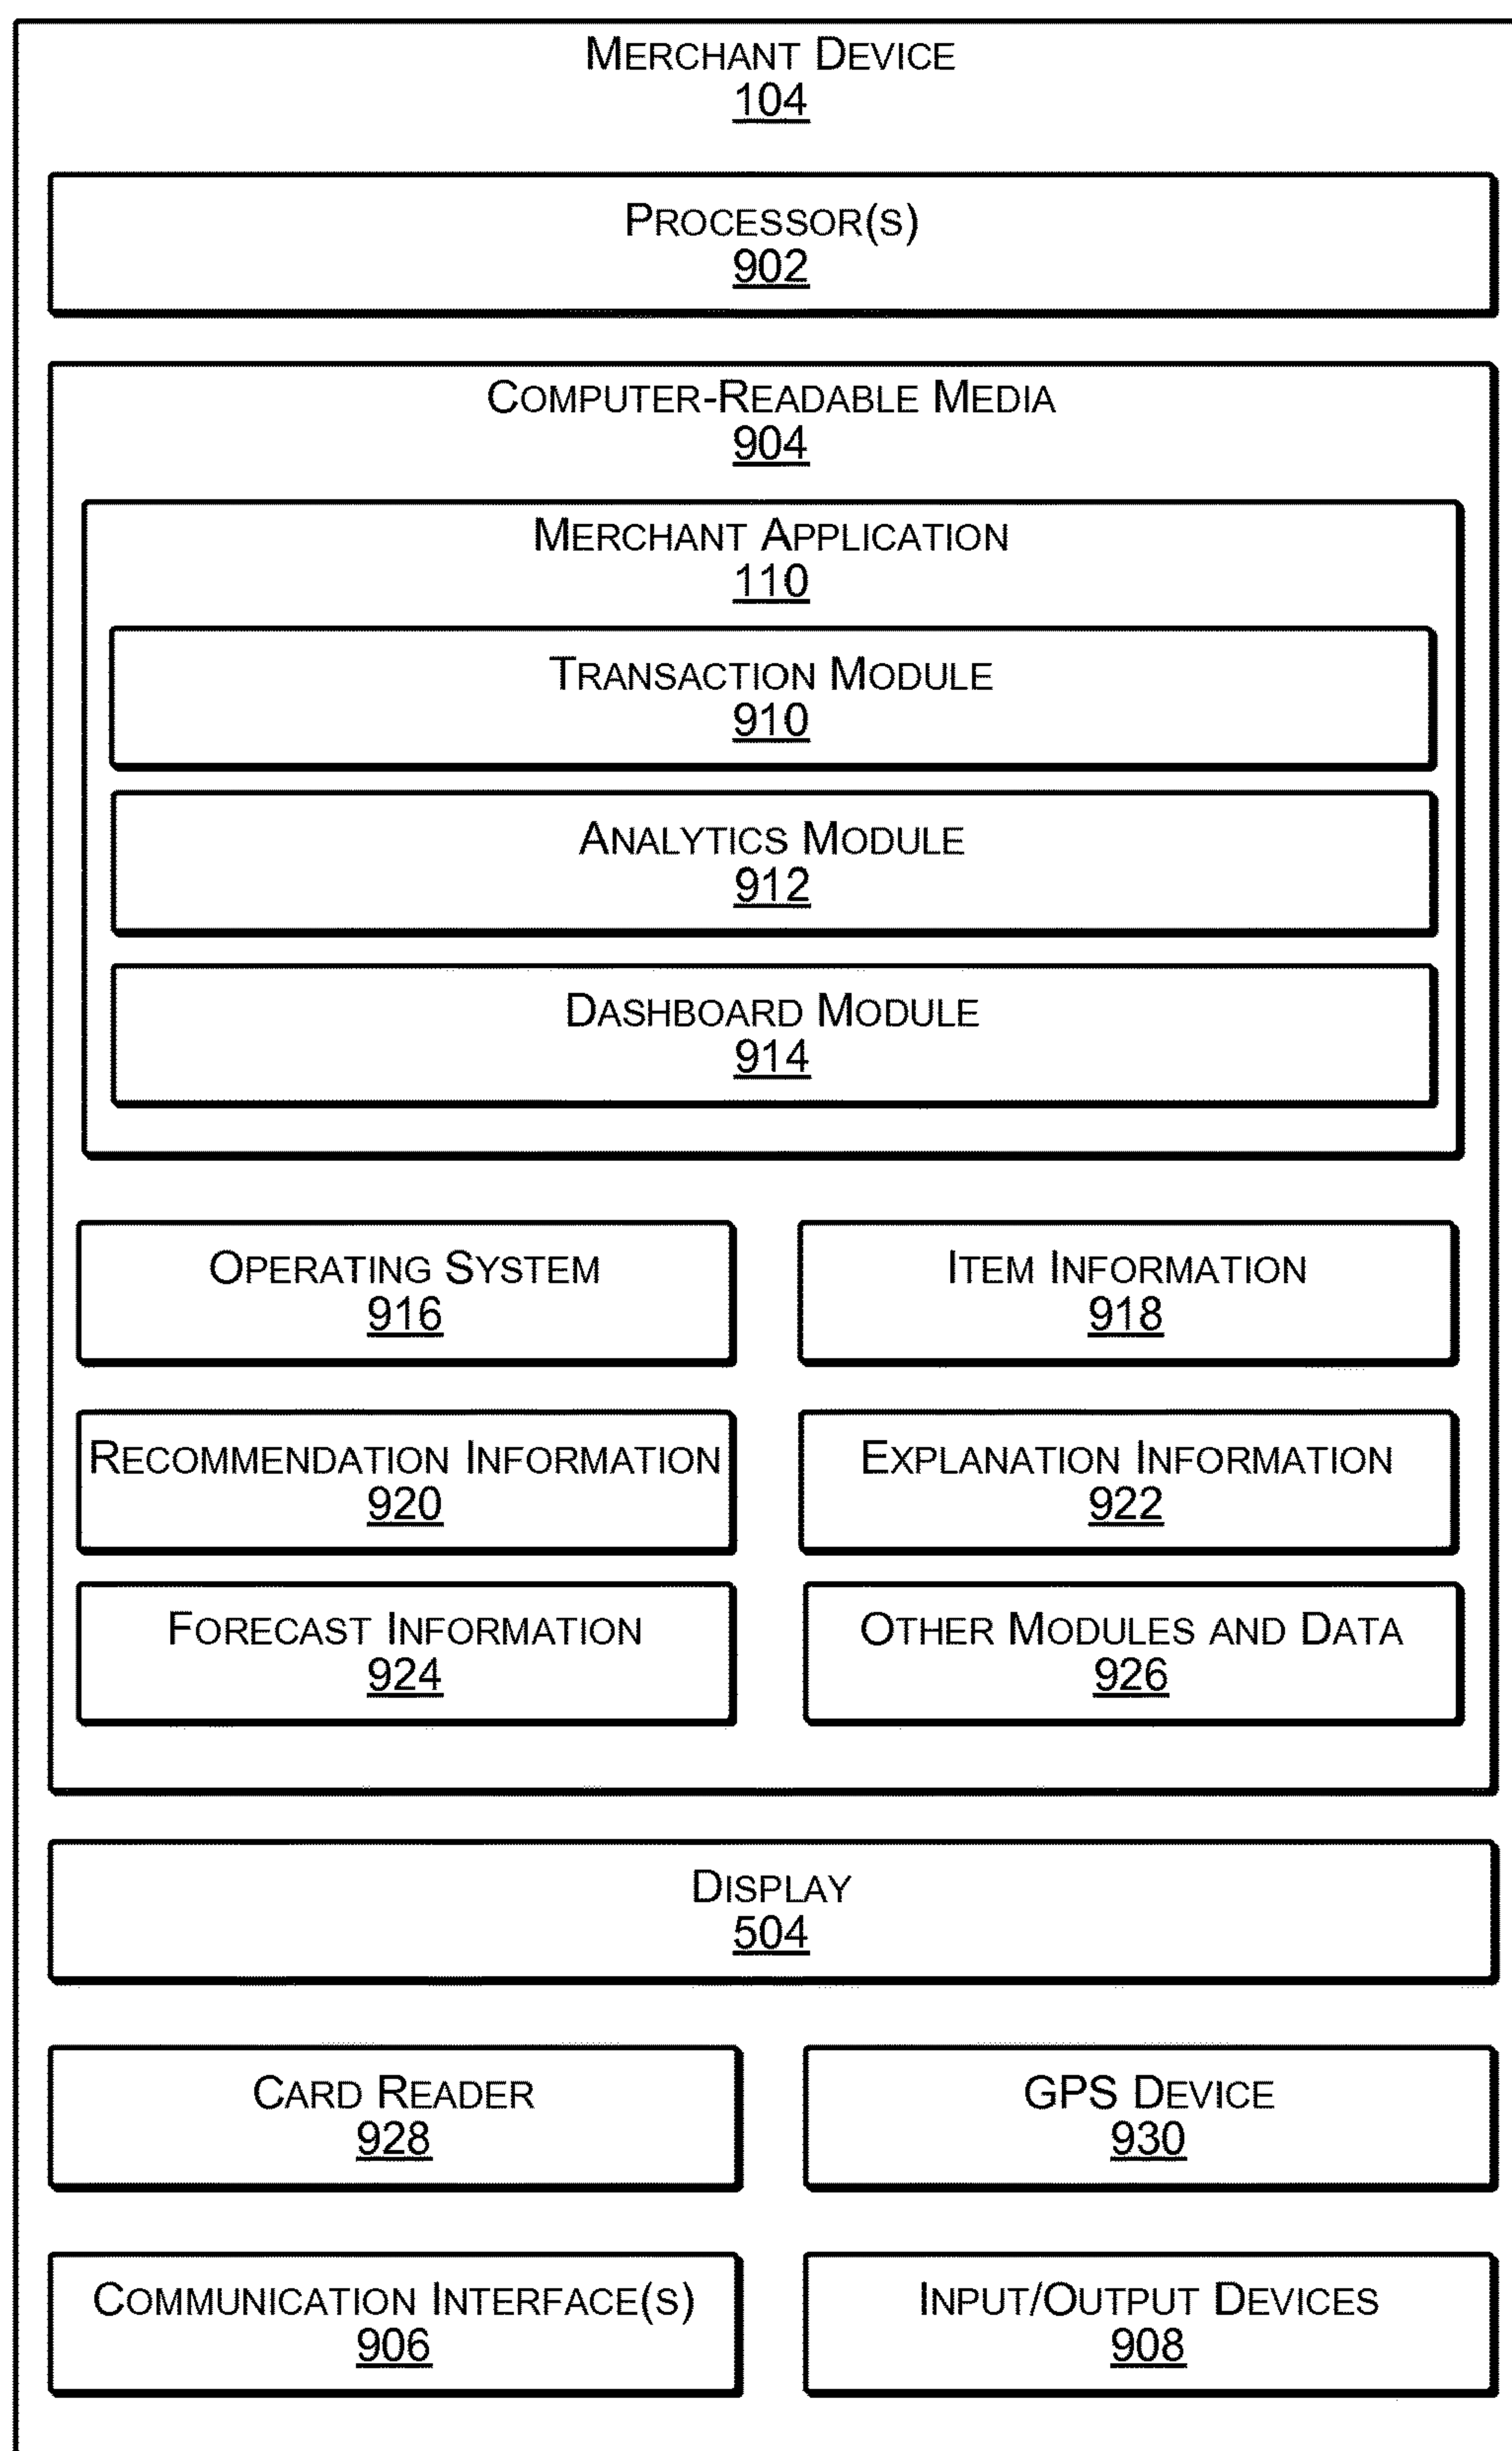 MERCHANT DEVICE
104
PROCESSOR(S)
902
COMPUTER-READABLE MEDIA
904
MERCHANT APPLICATION
110
TRANSACTION MODULE
910
ANALYTICS MODULE
912
DASHBOARD MODULE
914
OPERATING SYSTEM
916
ITEM INFORMATION
918
RECOMMENDATION INFORMATION
920
EXPLANATION INFORMATION
922
FORECAST INFORMATION
924
OTHER MODULES AND DATA
926
DISPLAY
504
CARD READER
928
GPS DEVICE
930
COMMUNICATION INTERFACE(S)
906
INPUT/OUTPUT DEVICES
908